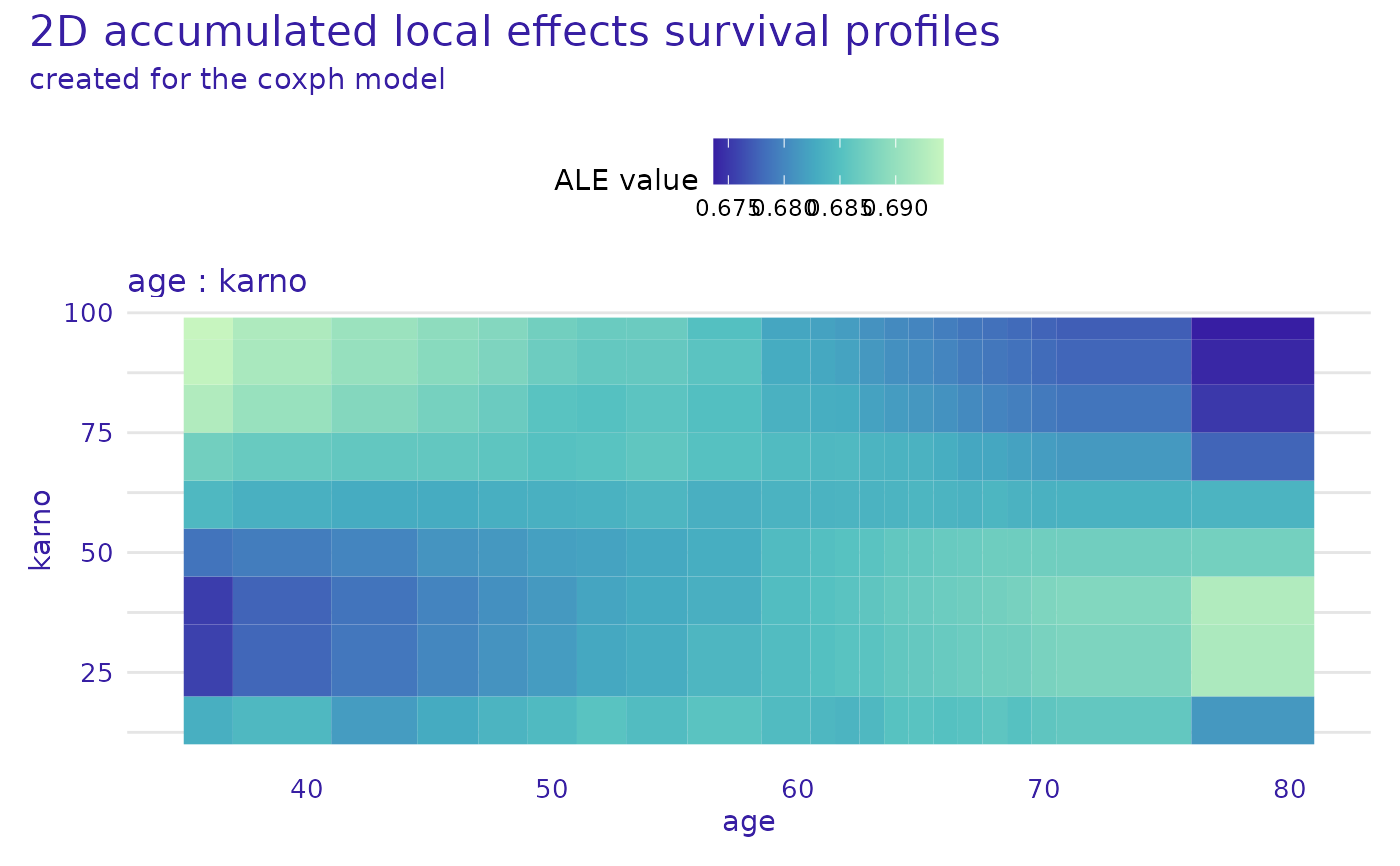 2D accumulated local effects survival profiles
created for the coxph model
ALE value
0.675 0.680 0.685 0.690
age : karno
100
75
50
25
karno
40 50 60 70 80
age